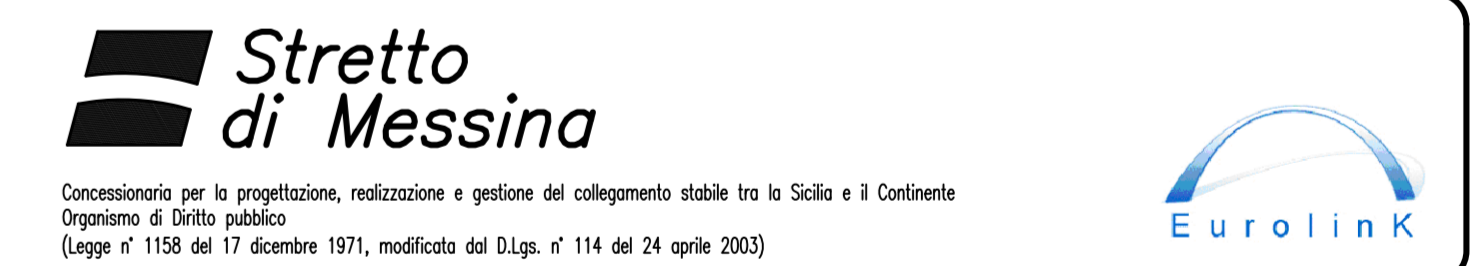 Stretto
di Messina
Concessionaria per la progettazione, realizzazione e gestione del collegamento stabile tra la Sicilia e il Continente
Organismo di Diritto pubblico
(Legge n° 1158 del 17 dicembre 1971, modificata dal D.Lgs. n° 114 del 24 aprile 2003)
EurolinK